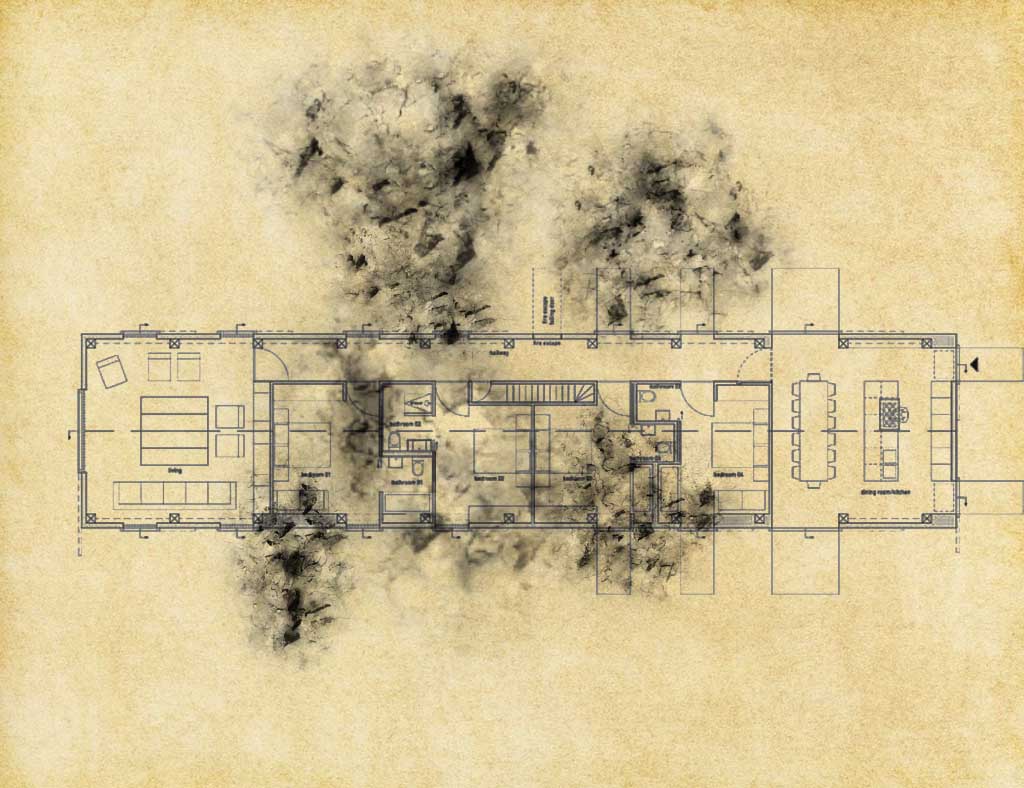 fire escape
folding door
fire escape
hallway
bathroom 03
bathroom 02
living
bedroom 01
bathroom 01
bedroom 02
bedroom 03
bedroom 04
dining room/kitchen